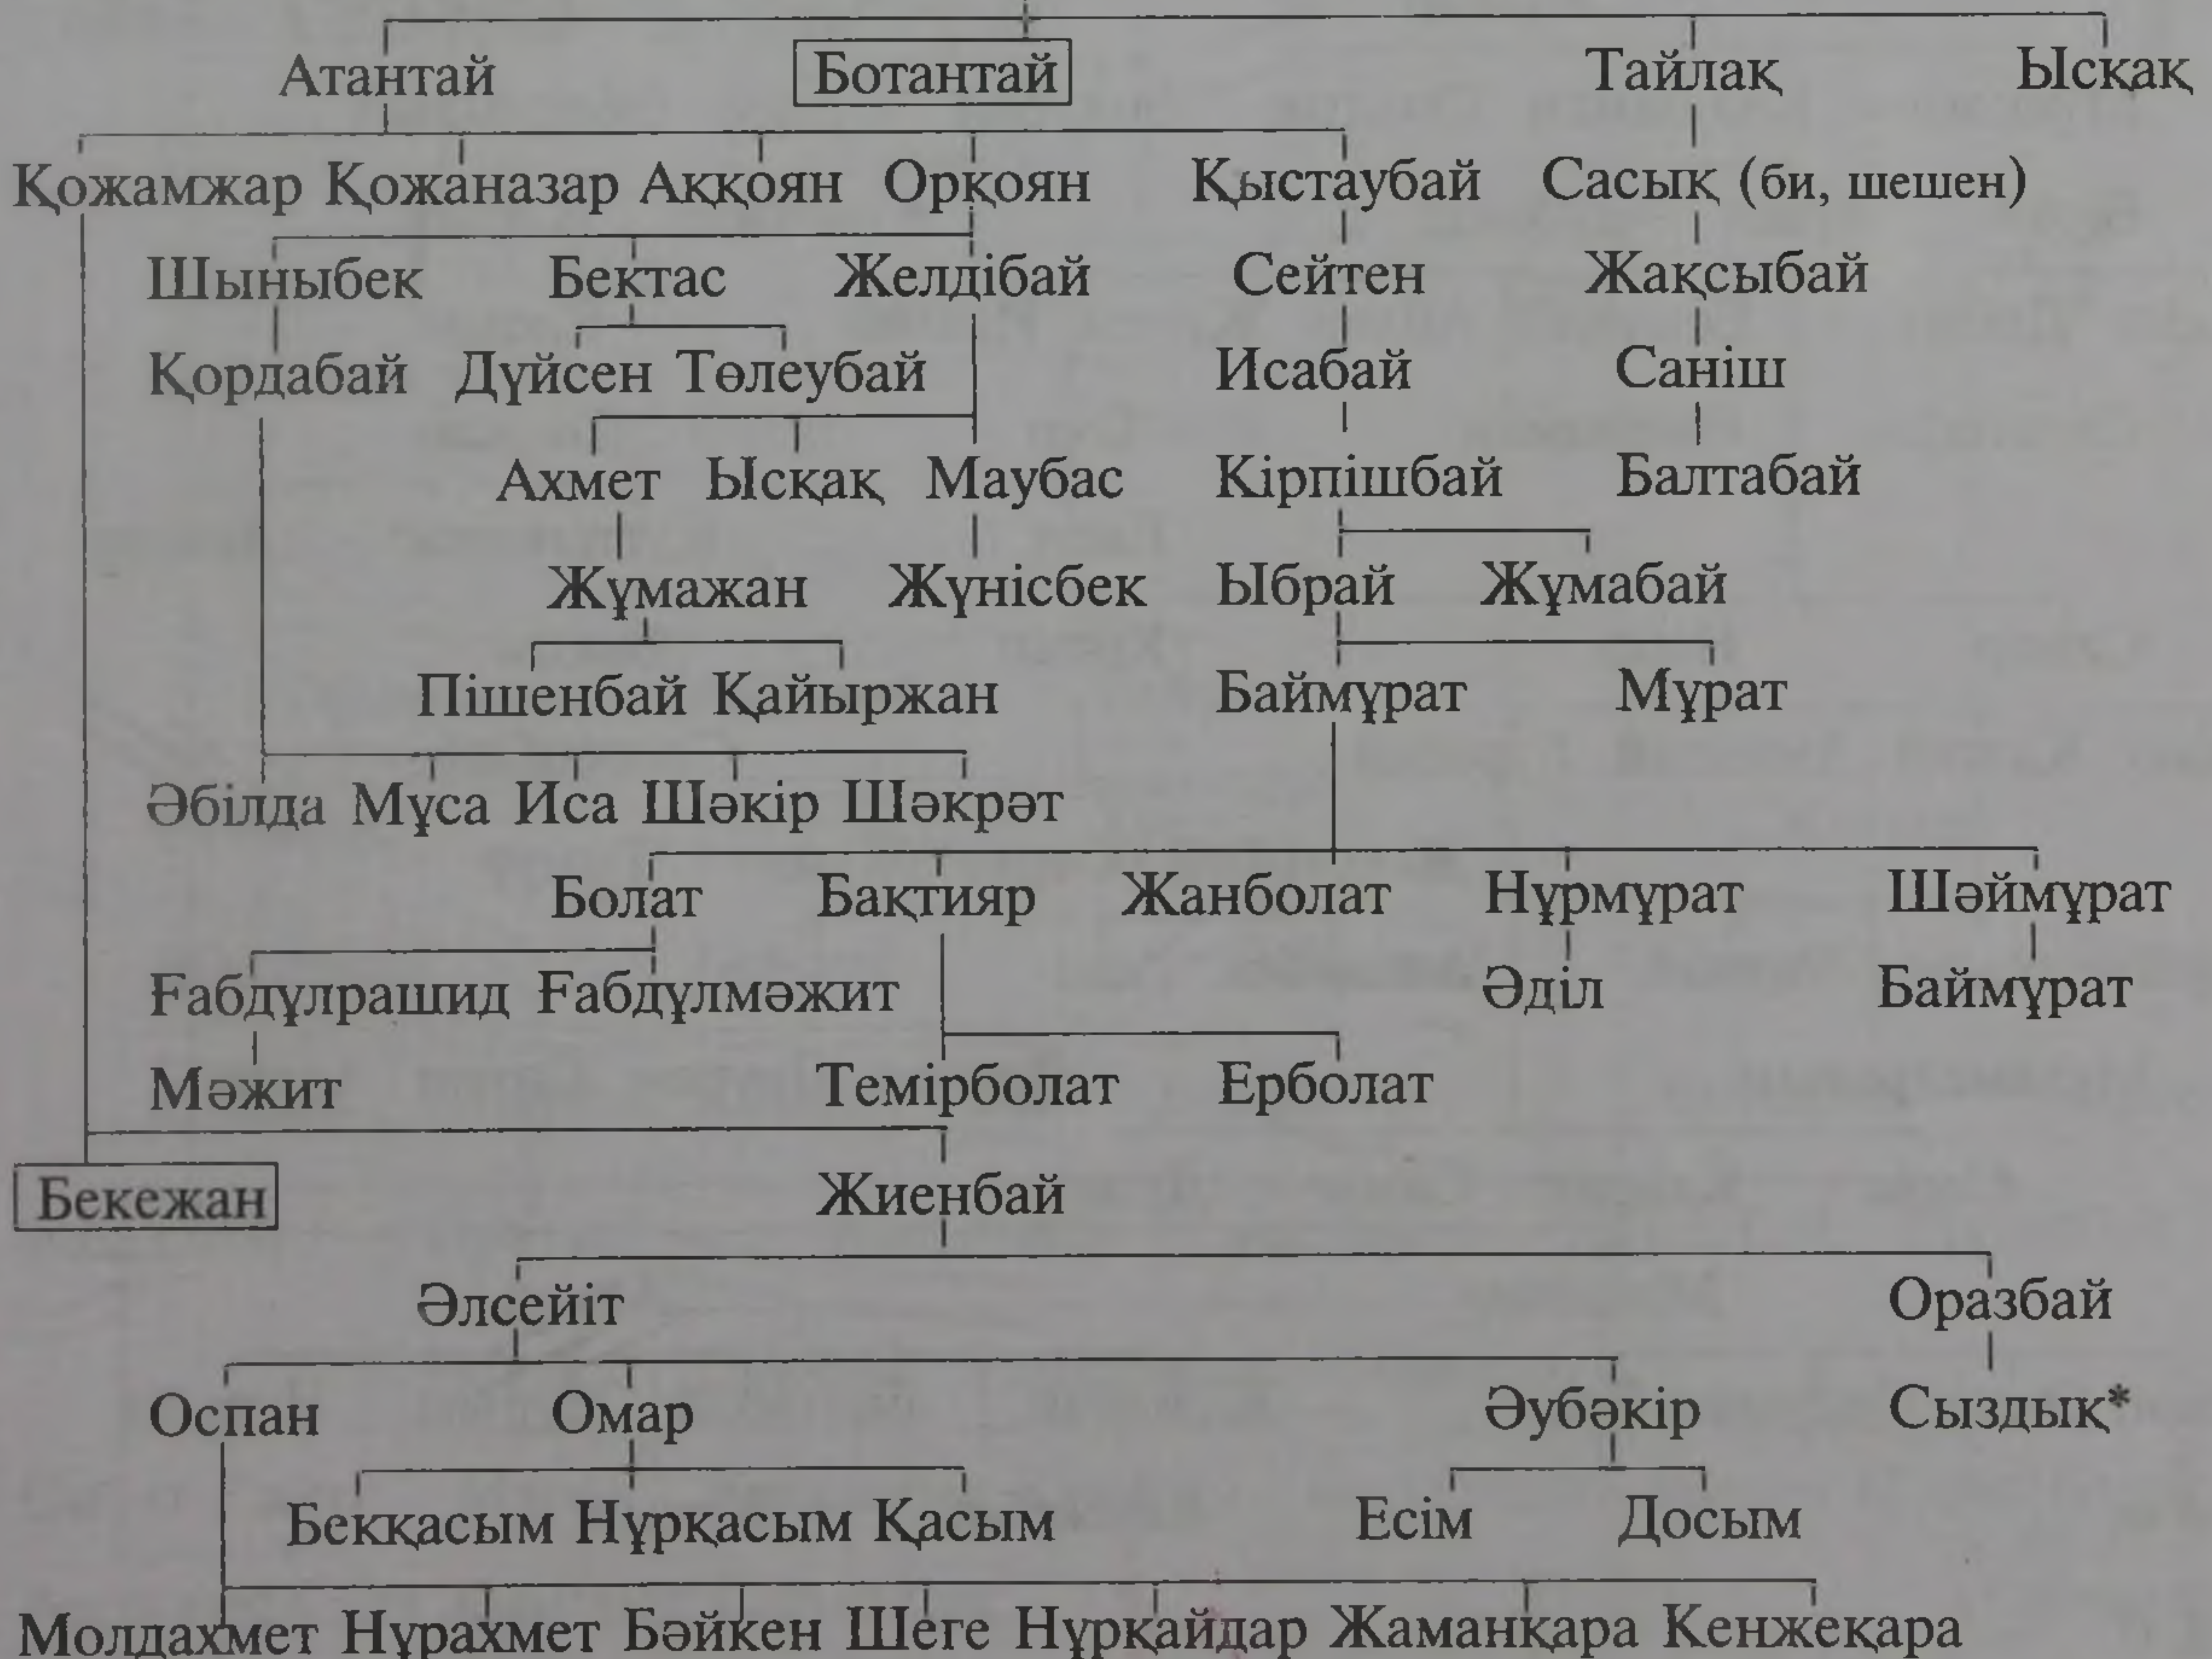 Атантай Ботантай Тайлақ Ысқақ
Қожамжар Қожаназар Аққоян Орқоян Қыстаубай Сасық (би, шешен)
Шыныбек Бектас Желдібай Сейтен Жақсыбай
Қордабай Дүйсен Төлеубай Исабай Саніш
Ахмет Ысқақ Маубас Кірпішбай Балтабай
Жұмажан Жүнісбек Ыбрай Жұмабай
Пішенбай Қайыржан Баймұрат Мұрат
Әбілда Мұса Иса Шәкір Шәкрәт
Болат Бақтияр Жанболат Нұрмұрат Шәймұрат
Ғабдұлрашид Ғабдұлмәжит Әділ Баймұрат
Мәжит Темірболат Ерболат
Бекежан Жиенбай
Әлсейіт Оразбай
Оспан Омар Әубәкір Сыздық*
Беkқасым Нұрқасым Қасым Есім Досым
Молдахмет Нұрахмет Бәйкен Шеге Нұрқайдар Жаманқара Кенжеқара